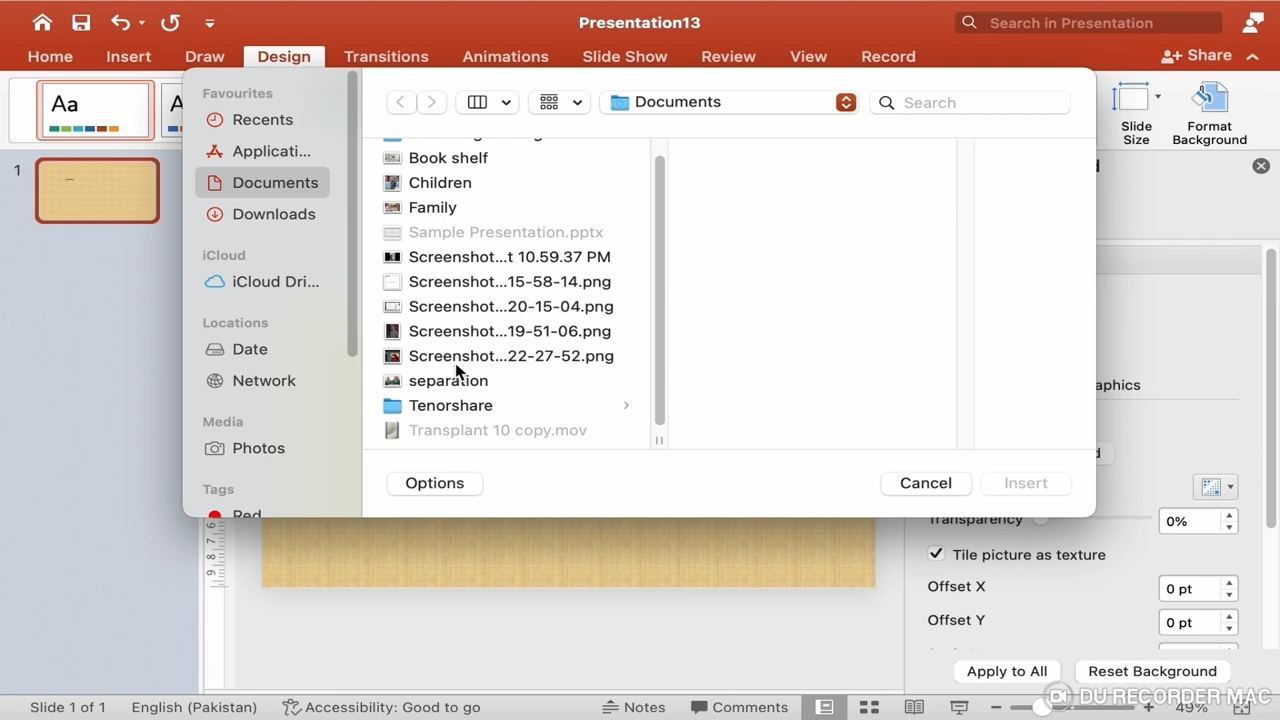 Presentation13
Search in Presentation
Home
Insert
Draw
Design
Transitions
Animations
Slide Show
Review
View
Record
Share
Aa
A
Slide
Size
Format
Background
1
Favourites
Recents
Applicati...
Documents
Downloads
iCloud
iCloud Dri...
Locations
Date
Network
Media
Photos
Tags
Red
Documents
Search
Book shelf
Children
Family
Sample Presentation.pptx
Screenshot...t 10.59.37 PM
Screenshot...15-58-14.png
Screenshot...20-15-04.png
Screenshot...19-51-06.png
Screenshot...22-27-52.png
separation
Tenorshare
Transplant 10 copy.mov
Options
Cancel
Insert
d
aphics
d
Transparency
0%
Tile picture as texture
Offset X
0 pt
Offset Y
0 pt
Apply to All
Reset Background
6 7 8 9
Slide 1 of 1
English (Pakistan)
Accessibility: Good to go
Notes
Comments
49%
DU RECORDER MAC